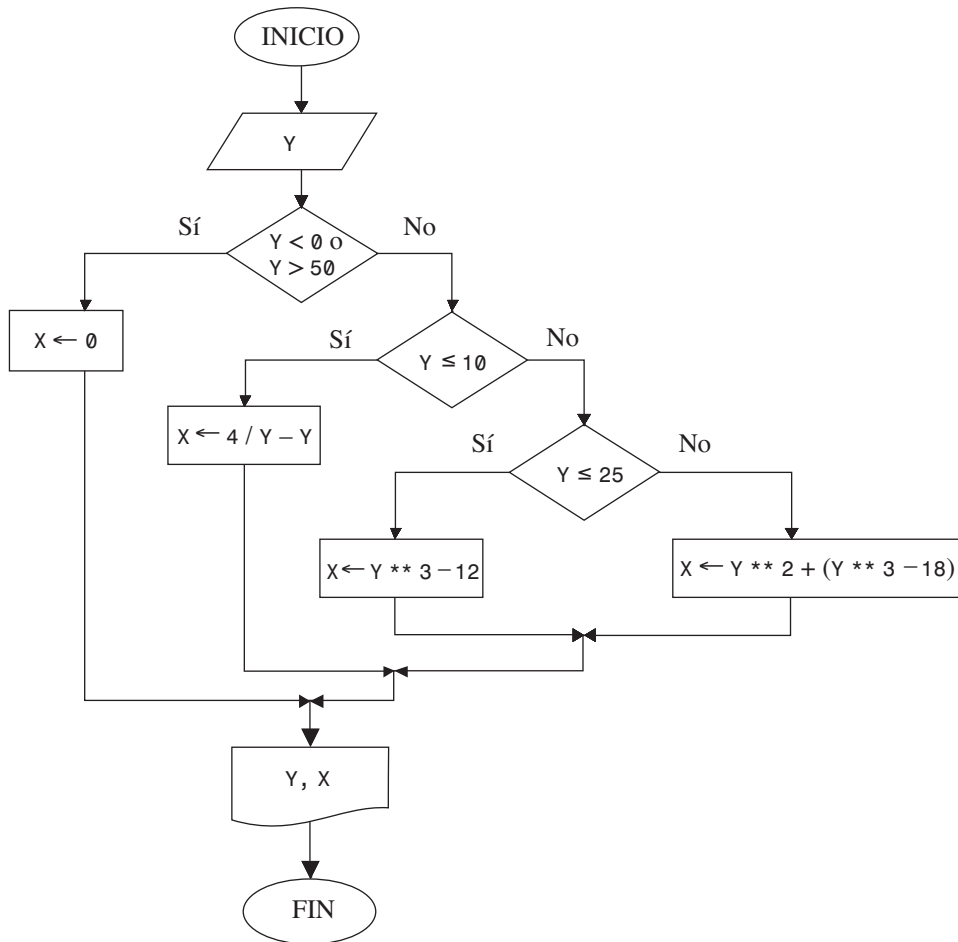 INICIO
Y
Sí
No
Y < 0 o
Y > 50
X ← 0
Sí
No
Y ≤ 10
X ← 4 / Y – Y
Sí
No
Y ≤ 25
X ← Y ** 3 – 12
X ← Y ** 2 + (Y ** 3 – 18)
Y, X
FIN